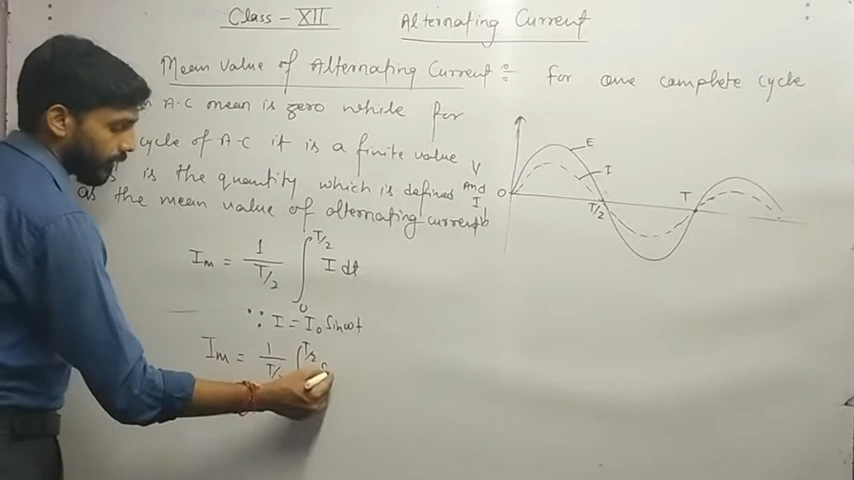 Class - XII
Alternating Current
Mean value of Alternating Current ÷ for one complete cycle
A.C mean is zero while for
cycle of A-C it is a finite value
is the quantity which is defined
as the mean value of alternating current
V
And
I
E
I
O
T/2
T
Im = 1/T/2 ∫₀^T/2 I dt
∵ I = I₀ sinωt
Im = 1/T/2 ∫^T/2